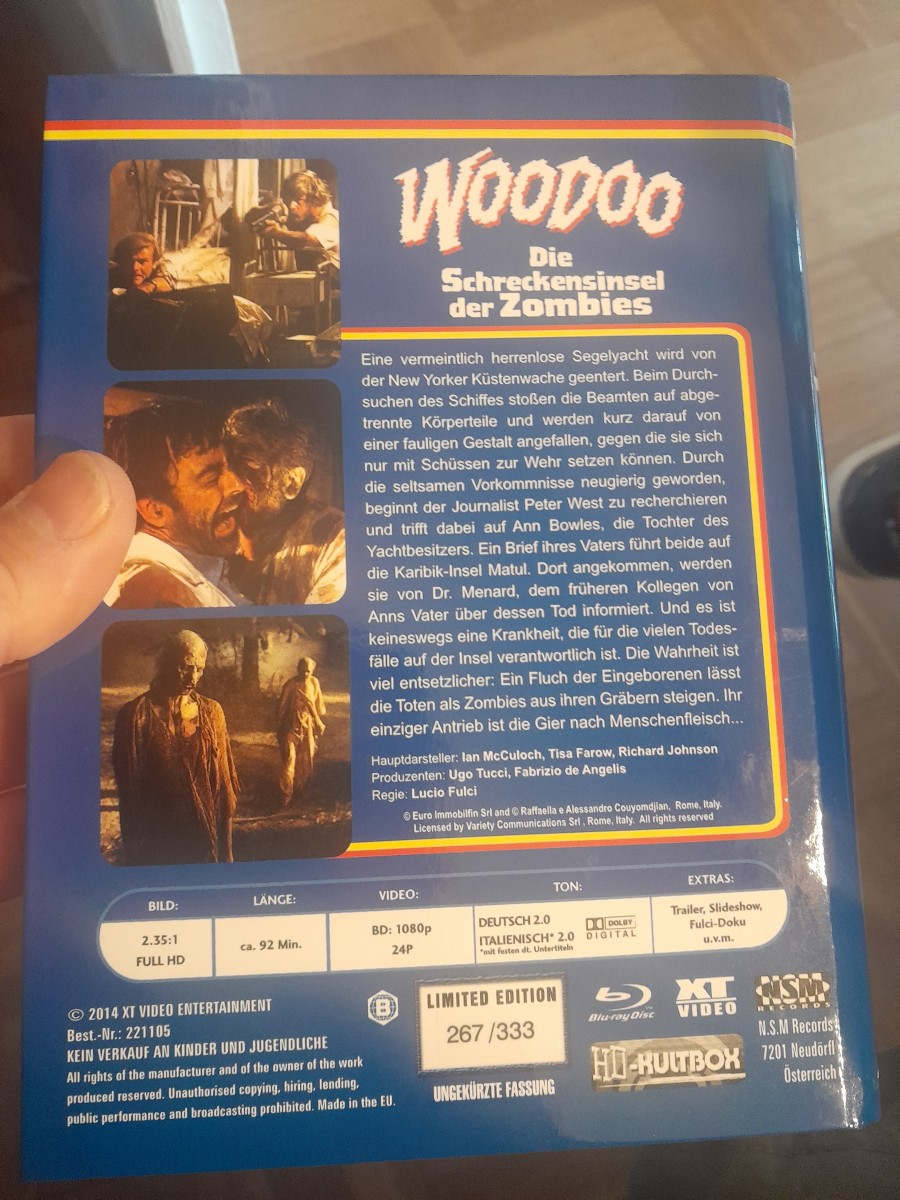 WOODOO
Die
Schreckensinsel
der Zombies
Eine vermeintlich herrenlose Segelyacht wird von
der New Yorker Küstenwache geentert. Beim Durch-
suchen des Schiffes stoßen die Beamten auf abge-
trennte Körperteile und werden kurz darauf von
einer fauligen Gestalt angefallen, gegen die sie sich
nur mit Schüssen zur Wehr setzen können. Durch
die seltsamen Vorkommnisse neugierig geworden,
beginnt der Journalist Peter West zu recherchieren
und trifft dabei auf Ann Bowles, die Tochter des
Yachtbesitzers. Ein Brief ihres Vaters führt beide auf
die Karibik-Insel Matul. Dort angekommen, werden
sie von Dr. Menard, dem früheren Kollegen von
Anns Vater über dessen Tod informiert. Und es ist
keineswegs eine Krankheit, die für die vielen Todes-
fälle auf der Insel verantwortlich ist. Die Wahrheit ist
viel entsetzlicher: Ein Fluch der Eingeborenen lässt
die Toten als Zombies aus ihren Gräbern steigen. Ihr
einziger Antrieb ist die Gier nach Menschenfleisch...
Hauptdarsteller: Ian McCuloch, Tisa Farow, Richard Johnson
Produzenten: Ugo Tucci, Fabrizio de Angelis
Regie: Lucio Fulci
© Euro Immobilfin Srl and © Raffaella e Alessandro Couyomdjian, Rome, Italy.
Licensed by Variety Communications Srl , Rome, Italy. All rights reserved
BILD:
2.35:1
FULL HD
LÄNGE:
ca. 92 Min.
VIDEO:
BD: 1080p
24P
TON:
DEUTSCH 2.0
ITALIENISCH* 2.0
*mit festen dt. Untertiteln
DOLBY
DIGITAL
EXTRAS:
Trailer, Slideshow,
Fulci-Doku
u.v.m.
© 2014 XT VIDEO ENTERTAINMENT
Best.-Nr.: 221105
KEIN VERKAUF AN KINDER UND JUGENDLICHE
All rights of the manufacturer and of the owner of the work
produced reserved. Unauthorised copying, hiring, lending,
public performance and broadcasting prohibited. Made in the EU.
B
LIMITED EDITION
267 /333
UNGEKÜRZTE FASSUNG
Blu-ray Disc
XT
VIDEO
NSM
RECORDS
HD-KULTBOX
N.S.M Records
7201 Neudörfl
Österreich